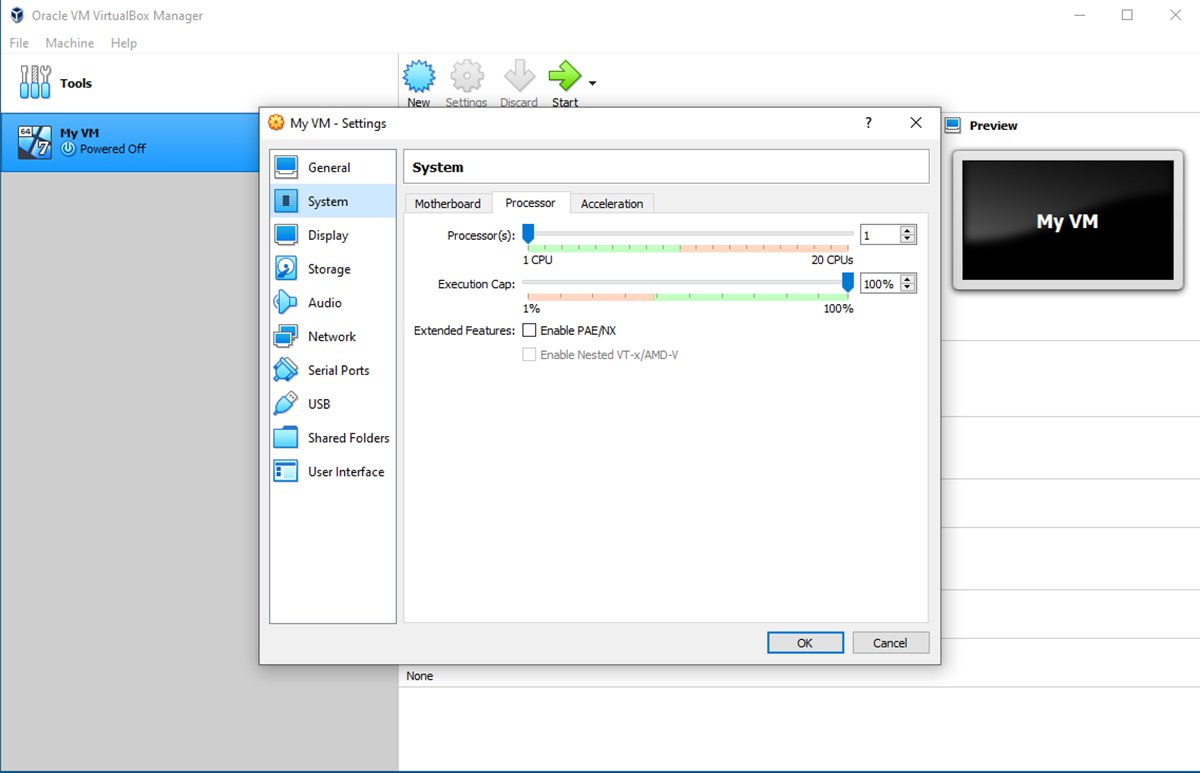 Oracle VM VirtualBox Manager
File Machine Help
Tools
New Settings Discard Start
64
7
My VM
Powered Off
My VM - Settings
?
Preview
My VM
General
System
Display
Storage
Audio
Network
Serial Ports
USB
Shared Folders
User Interface
System
Motherboard Processor Acceleration
Processor(s): 1
1 CPU 20 CPUs
Execution Cap: 100%
1% 100%
Extended Features: Enable PAE/NX
Enable Nested VT-x/AMD-V
OK Cancel
None